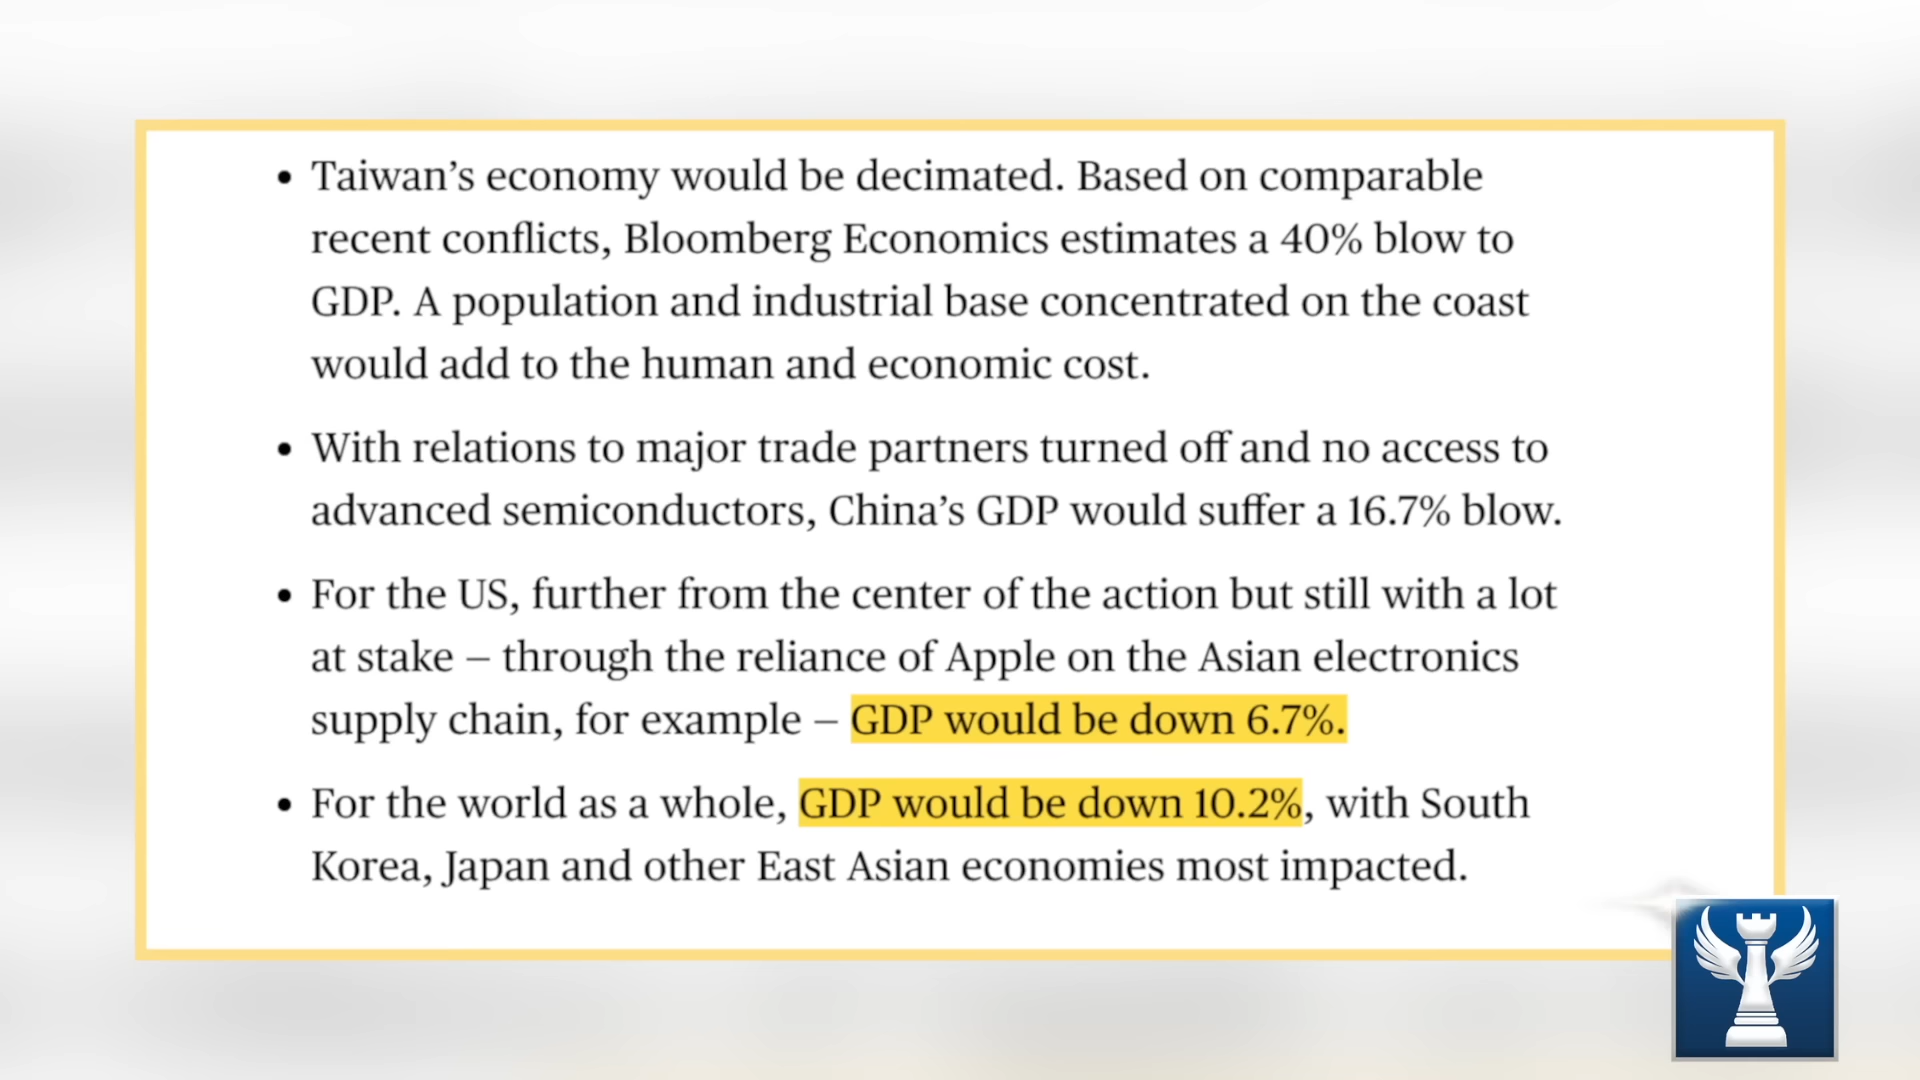 • Taiwan’s economy would be decimated. Based on comparable
recent conflicts, Bloomberg Economics estimates a 40% blow to
GDP. A population and industrial base concentrated on the coast
would add to the human and economic cost.
• With relations to major trade partners turned off and no access to
advanced semiconductors, China’s GDP would suffer a 16.7% blow.
• For the US, further from the center of the action but still with a lot
at stake – through the reliance of Apple on the Asian electronics
supply chain, for example – GDP would be down 6.7%.
• For the world as a whole, GDP would be down 10.2%, with South
Korea, Japan and other East Asian economies most impacted.